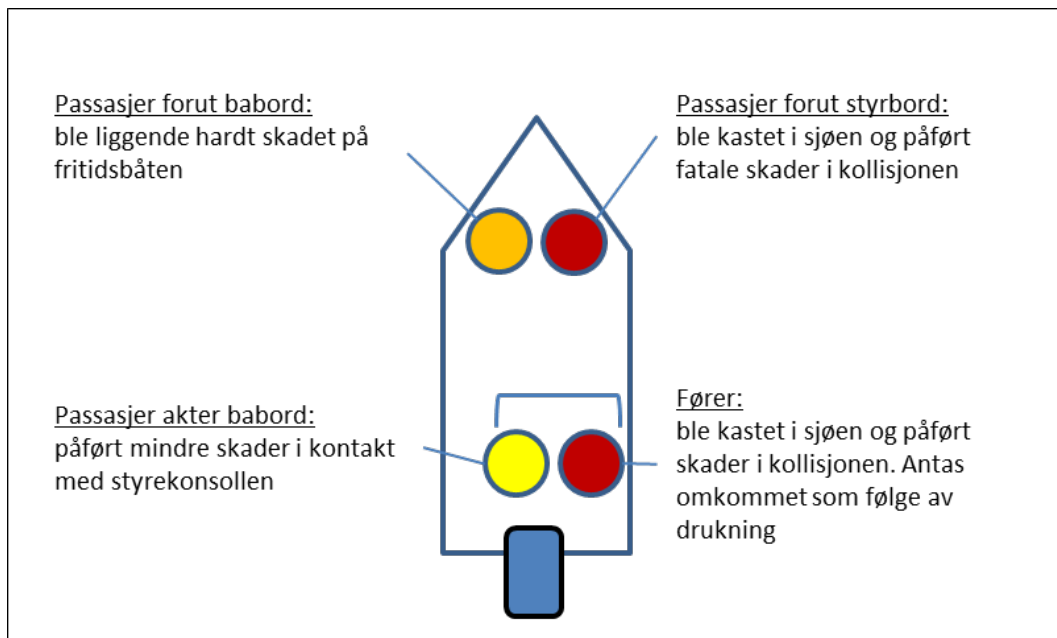 Passasjer forut babord:
ble liggende hardt skadet på
fritidsbåten
Passasjer forut styrbord:
ble kastet i sjøen og påført
fatale skader i kollisjonen
Passasjer akter babord:
påført mindre skader i kontakt
med styrekonsollen
Fører:
ble kastet i sjøen og påført
skader i kollisjonen. Antas
omkommet som følge av
drukning